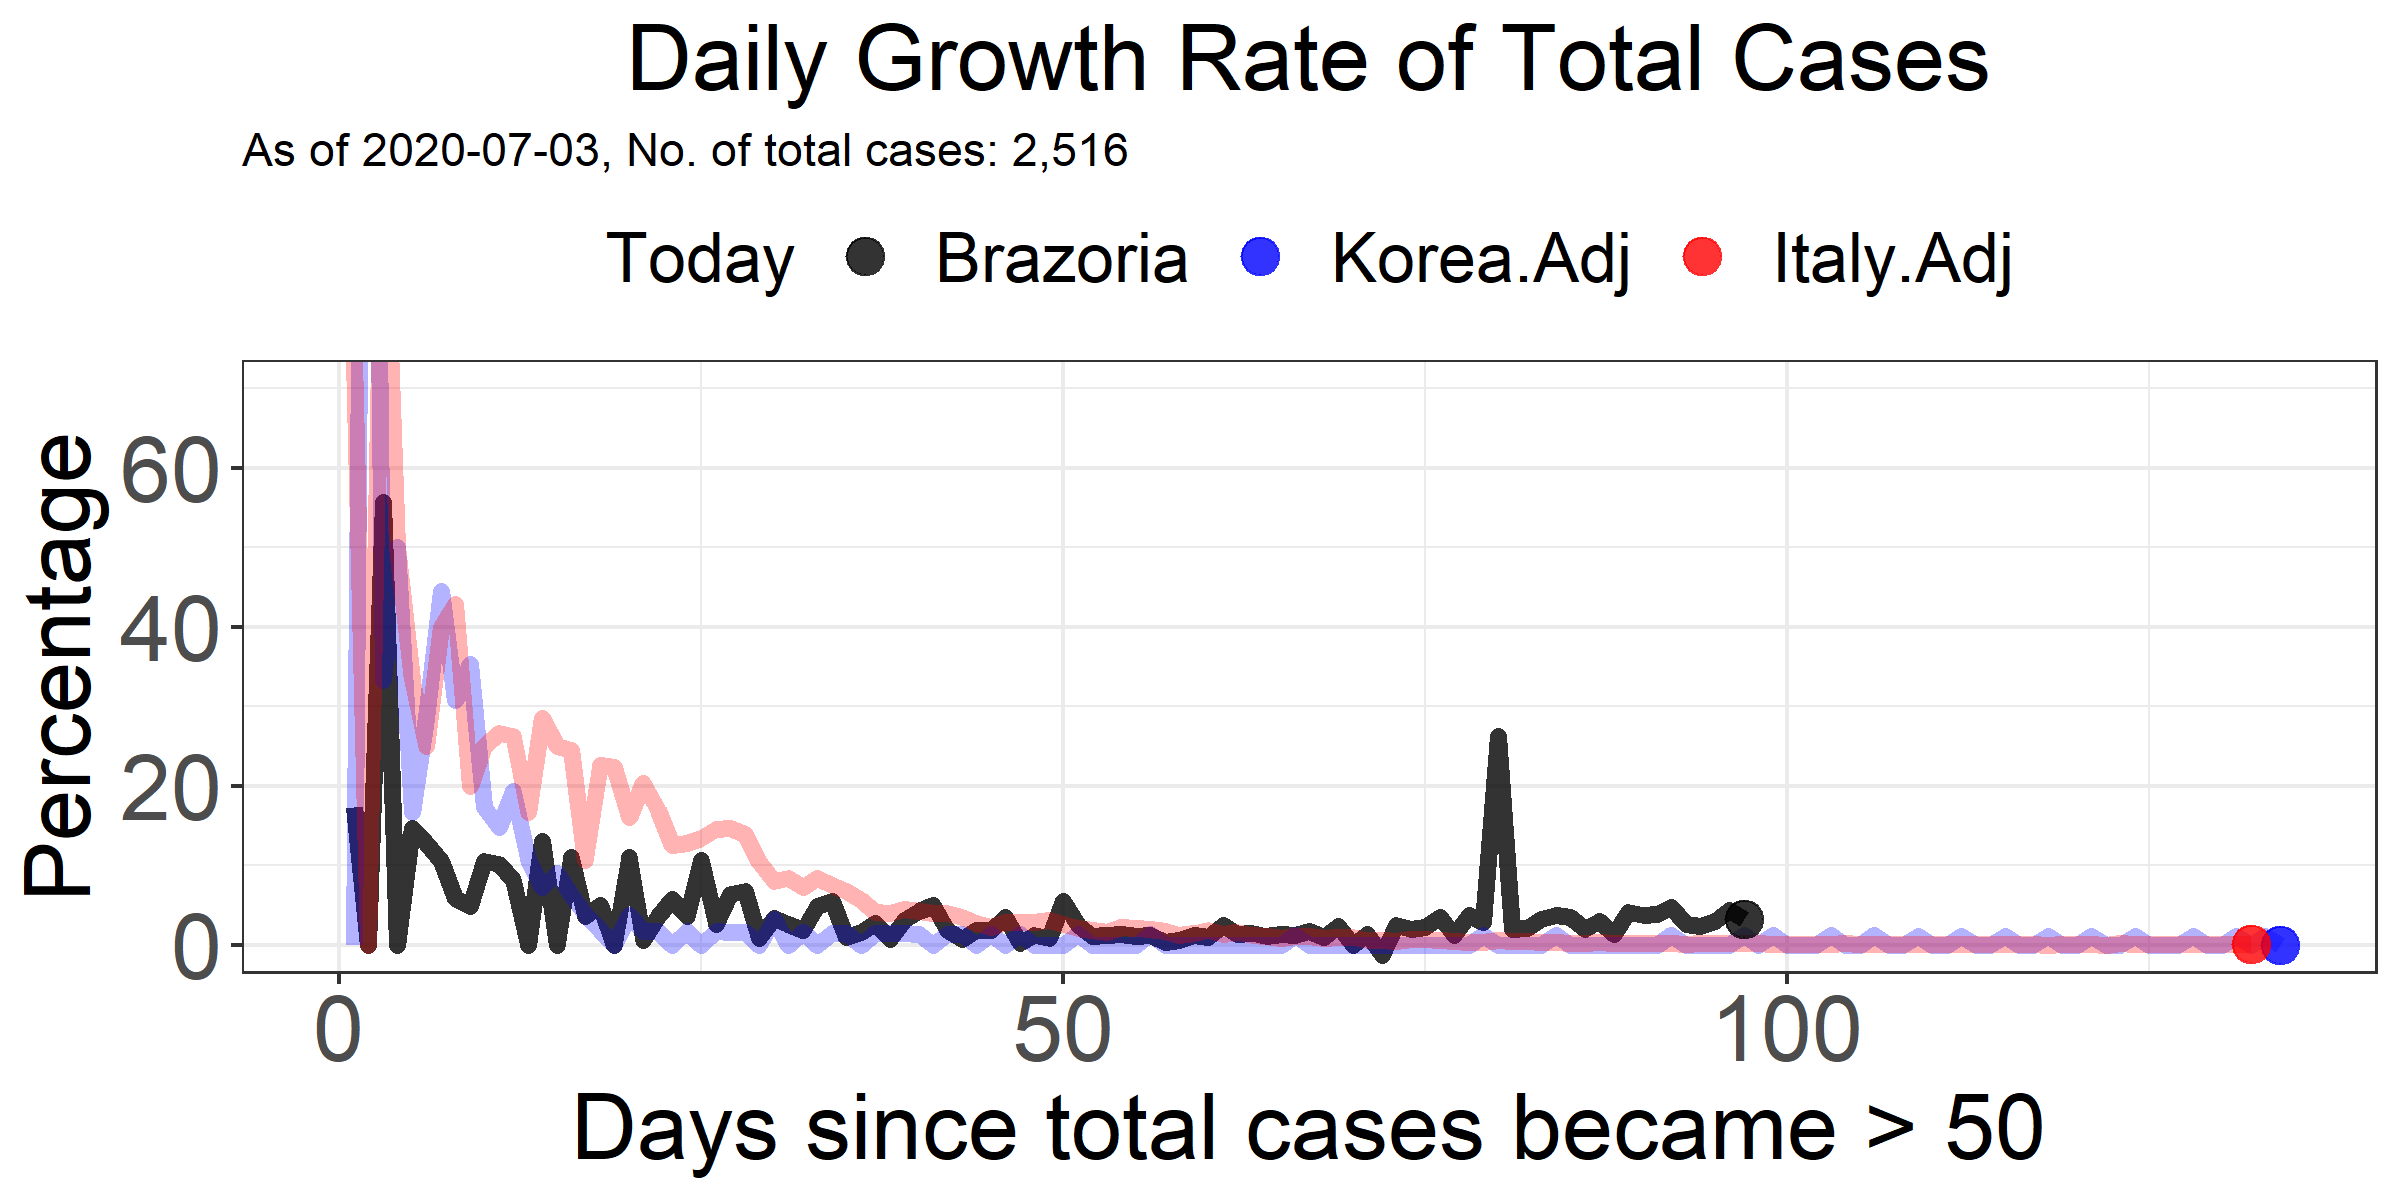 Daily Growth Rate of Total Cases
As of 2020-07-03, No. of total cases: 2,516
Today Brazoria Korea.Adj Italy.Adj
Percentage
60
40
20
0
0 50 100
Days since total cases became > 50